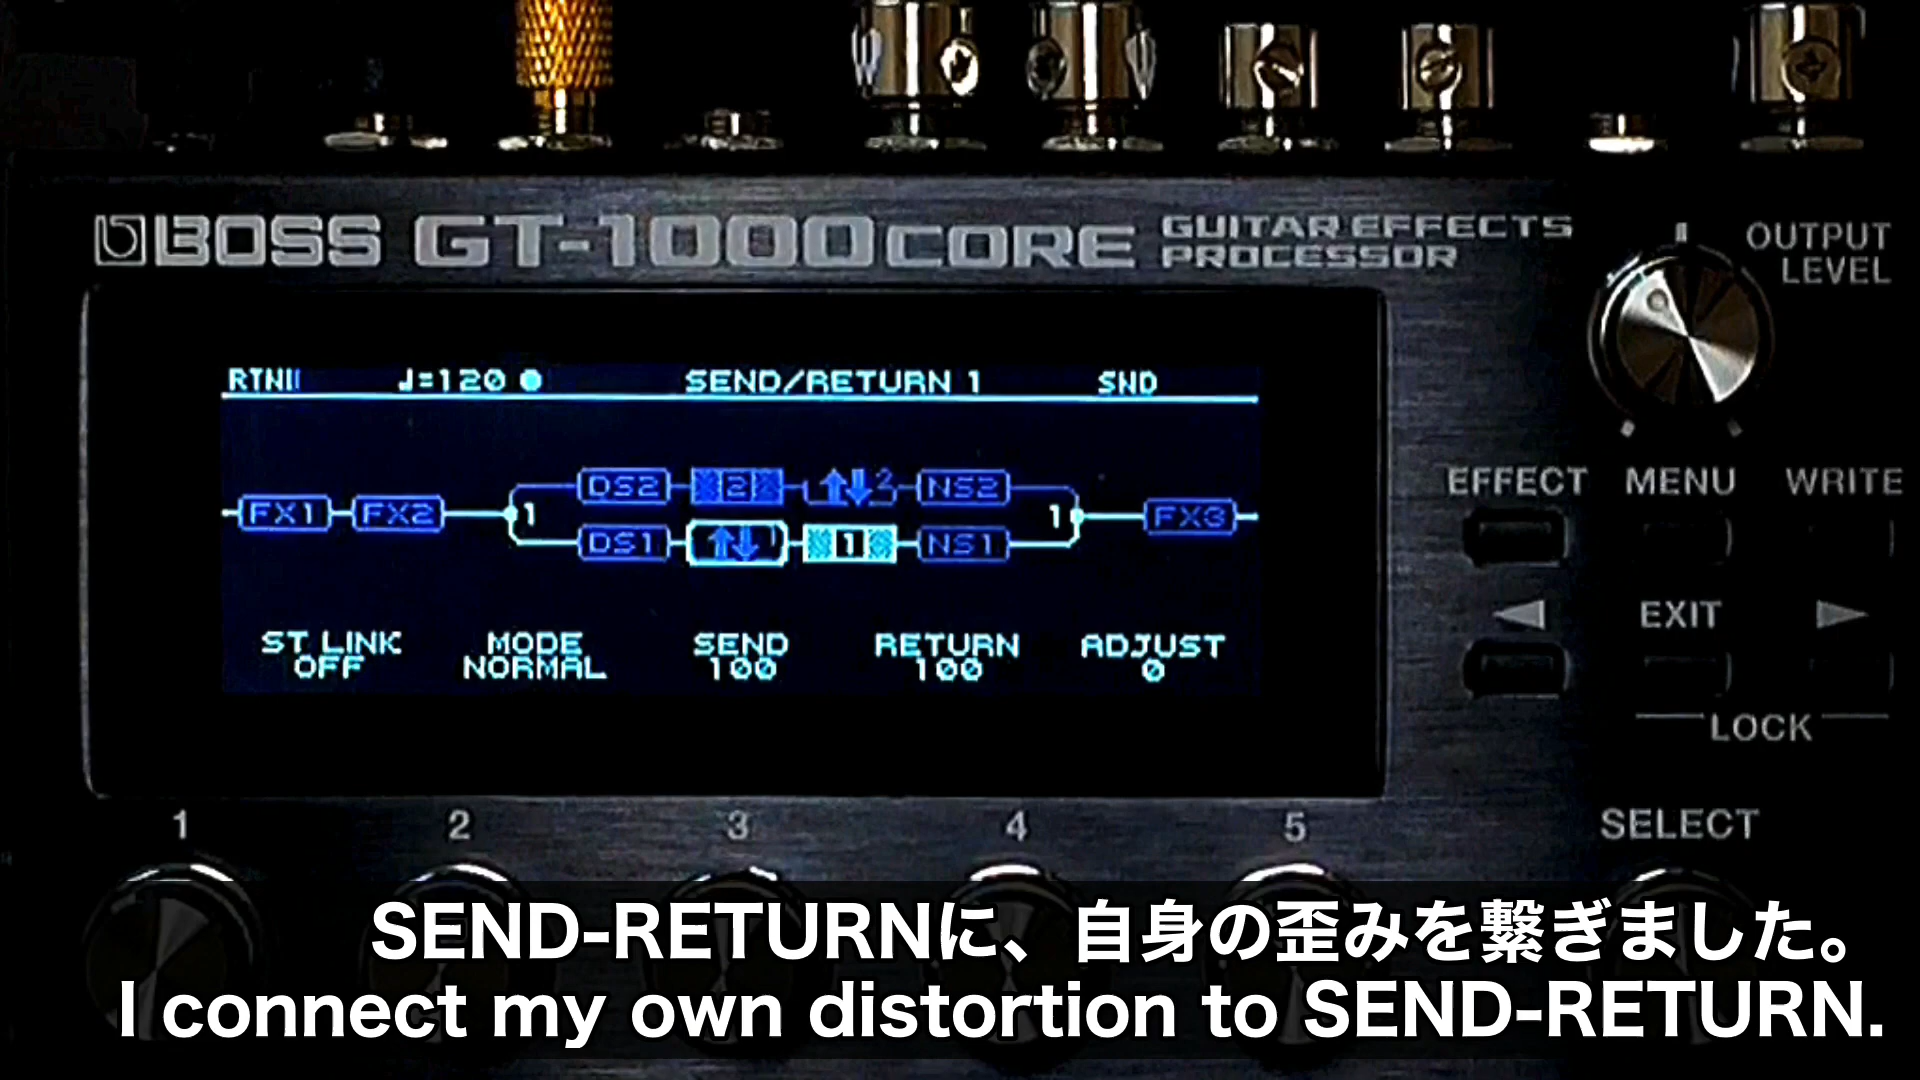 BOSS GT-1000CORE GUITAR EFFECTS PROCESSOR
OUTPUT LEVEL
RTN ♩=120 SEND/RETURN 1 SND
DS2 2 2 NS2
FX1 FX2 1 1 FX3
DS1 1 1 NS1
ST LINK MODE SEND RETURN ADJUST
OFF NORMAL 100 100 0
EFFECT MENU WRITE
EXIT
LOCK
1 2 3 4 5 SELECT
SEND-RETURNに、自身の歪みを繋ぎました。
I connect my own distortion to SEND-RETURN.